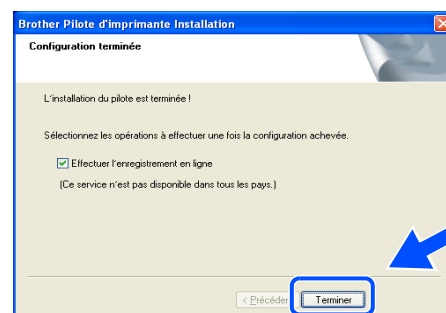 Brother Pilote d'imprimante Installation
Configuration terminée
L'installation du pilote est terminée !
Sélectionnez les opérations à effectuer une fois la configuration achevée.
Effectuer l'enregistrement en ligne
(Ce service n'est pas disponible dans tous les pays.)
< Précéder Terminer